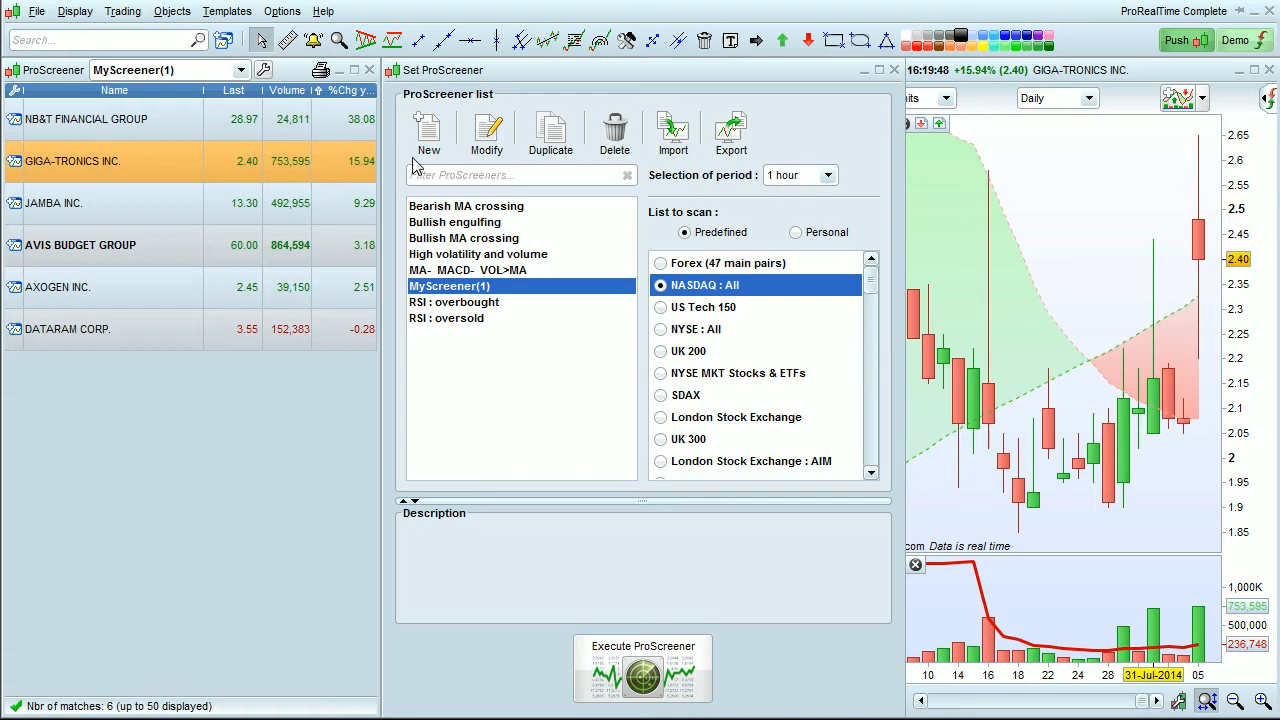 File Display Trading Objects Templates Options Help ProRealTime Complete
Search... Push Demo
ProScreener MyScreener(1)
Name Last Volume %Chg y...
NB&T FINANCIAL GROUP 28.97 24,811 38.08
GIGA-TRONICS INC. 2.40 753,595 15.94
JAMBA INC. 13.30 492,955 9.29
AVIS BUDGET GROUP 60.00 864,594 3.18
AXOGEN INC. 2.45 39,150 2.51
DATARAM CORP. 3.55 152,383 -0.28
Nbr of matches: 6 (up to 50 displayed)
Set ProScreener
ProScreener list
New Modify Duplicate Delete Import Export
Filter ProScreeners...
Selection of period : 1 hour
Bearish MA crossing
Bullish engulfing
Bullish MA crossing
High volatility and volume
MA- MACD- VOL>MA
MyScreener(1)
RSI : overbought
RSI : oversold
List to scan :
Predefined Personal
Forex (47 main pairs)
NASDAQ : All
US Tech 150
NYSE : All
UK 200
NYSE MKT Stocks & ETFs
SDAX
London Stock Exchange
UK 300
London Stock Exchange : AIM
Description
Execute ProScreener
16:19:48 +15.94% (2.40) GIGA-TRONICS INC.
Daily
2.65
2.6
2.55
2.5
2.45
2.40
2.35
2.3
2.25
2.2
2.15
2.1
2.05
2
1.95
1.9
1.85
.com Data is real time
1,000K
753,595
500,000
236,748
10 14 16 18 22 24 28 31-Jul-2014 05